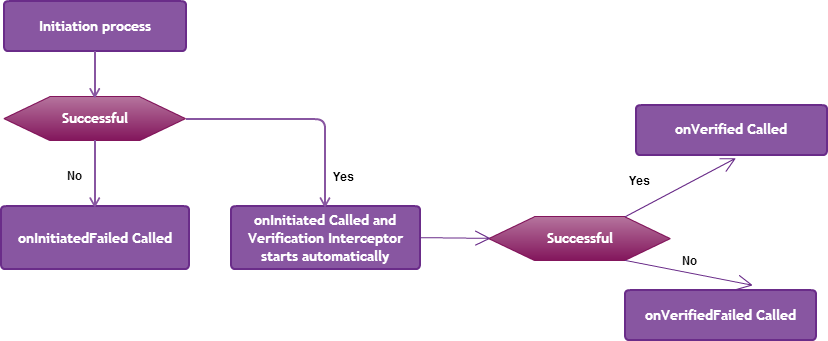 Initiation process
Successful
No
Yes
onInitiatedFailed Called
onInitiated Called and
Verification Interceptor
starts automatically
Successful
Yes
onVerified Called
No
onVerifiedFailed Called